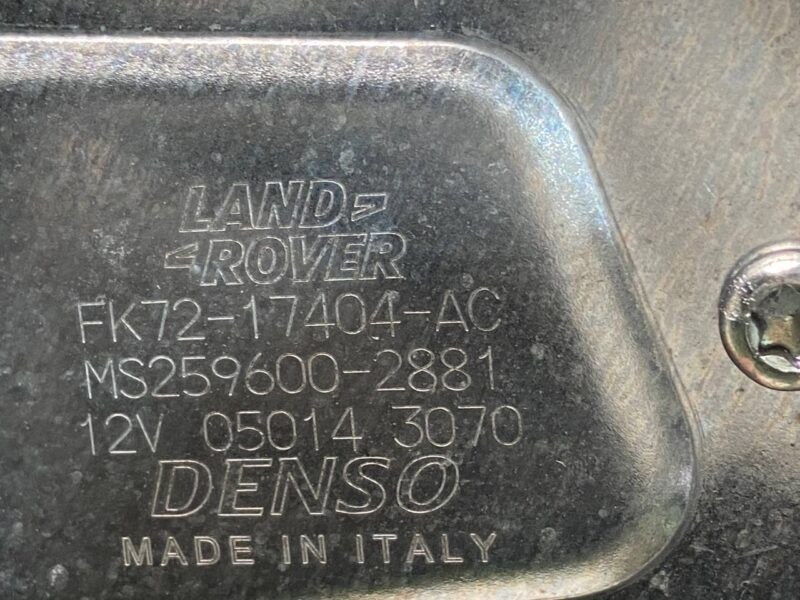 LAND
ROVER
FK72-17404-AC
MS259600-2881
12V 05014 3070
DENSO
MADE IN ITALY